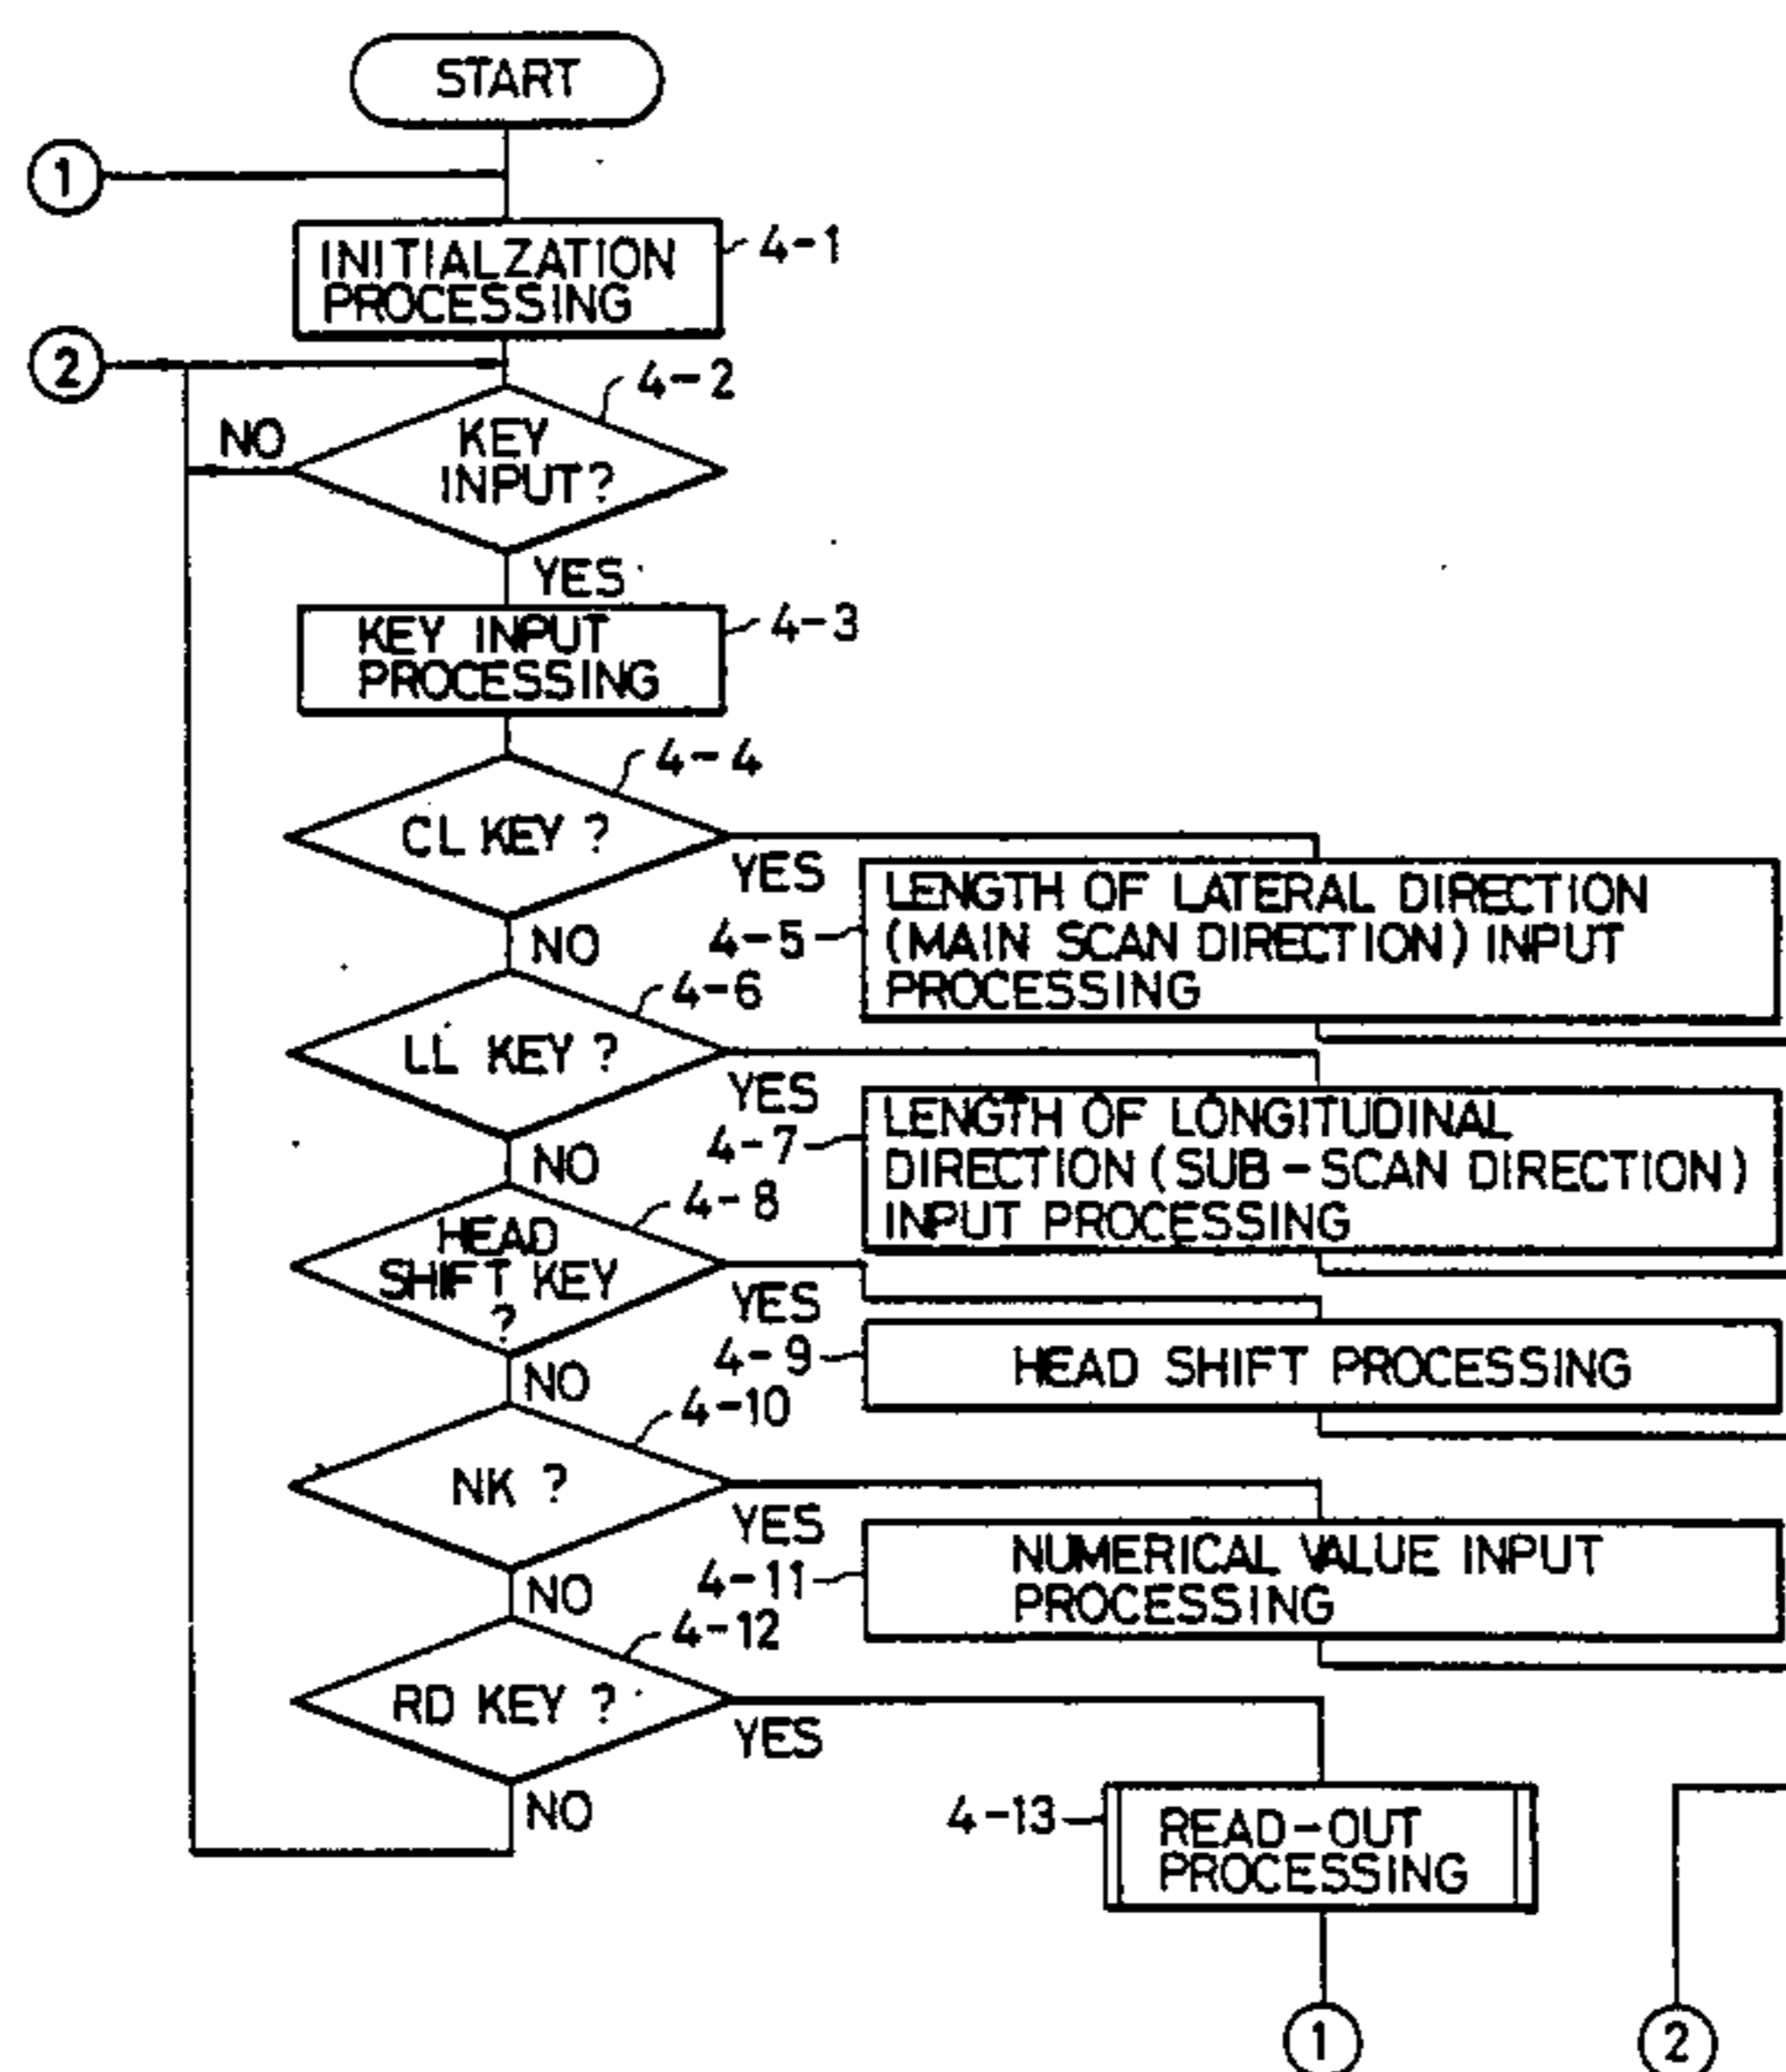 START
1
INITIALZATION
PROCESSING
4-1
2
4-2
NO
KEY
INPUT?
YES
KEY INPUT
PROCESSING
4-3
4-4
CL KEY ?
YES
NO
4-5
LENGTH OF LATERAL DIRECTION
(MAIN SCAN DIRECTION) INPUT
PROCESSING
4-6
LL KEY ?
YES
NO
4-7
LENGTH OF LONGITUDINAL
DIRECTION (SUB-SCAN DIRECTION)
INPUT PROCESSING
4-8
HEAD
SHIFT KEY
?
YES
NO
4-9
HEAD SHIFT PROCESSING
4-10
NK ?
YES
NO
4-11
NUMERICAL VALUE INPUT
PROCESSING
4-12
RD KEY ?
YES
NO
4-13
READ-OUT
PROCESSING
1
2